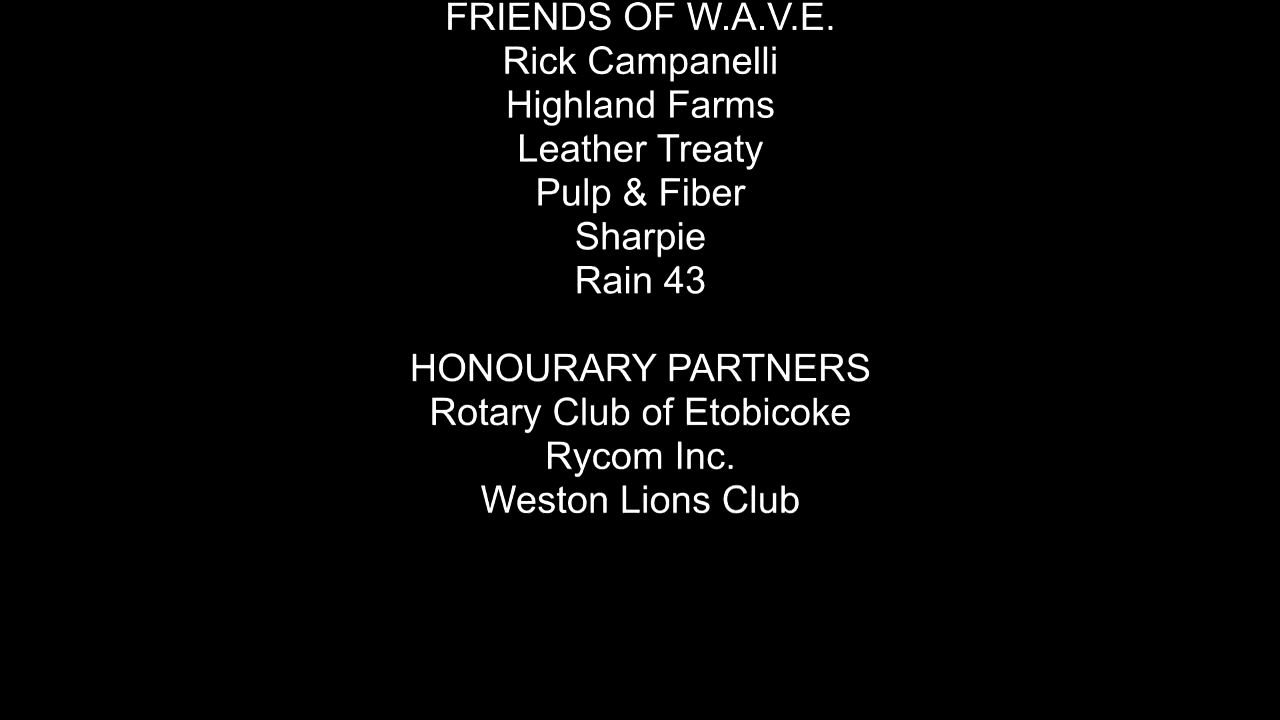 FRIENDS OF W.A.V.E.
Rick Campanelli
Highland Farms
Leather Treaty
Pulp & Fiber
Sharpie
Rain 43
HONOURARY PARTNERS
Rotary Club of Etobicoke
Rycom Inc.
Weston Lions Club